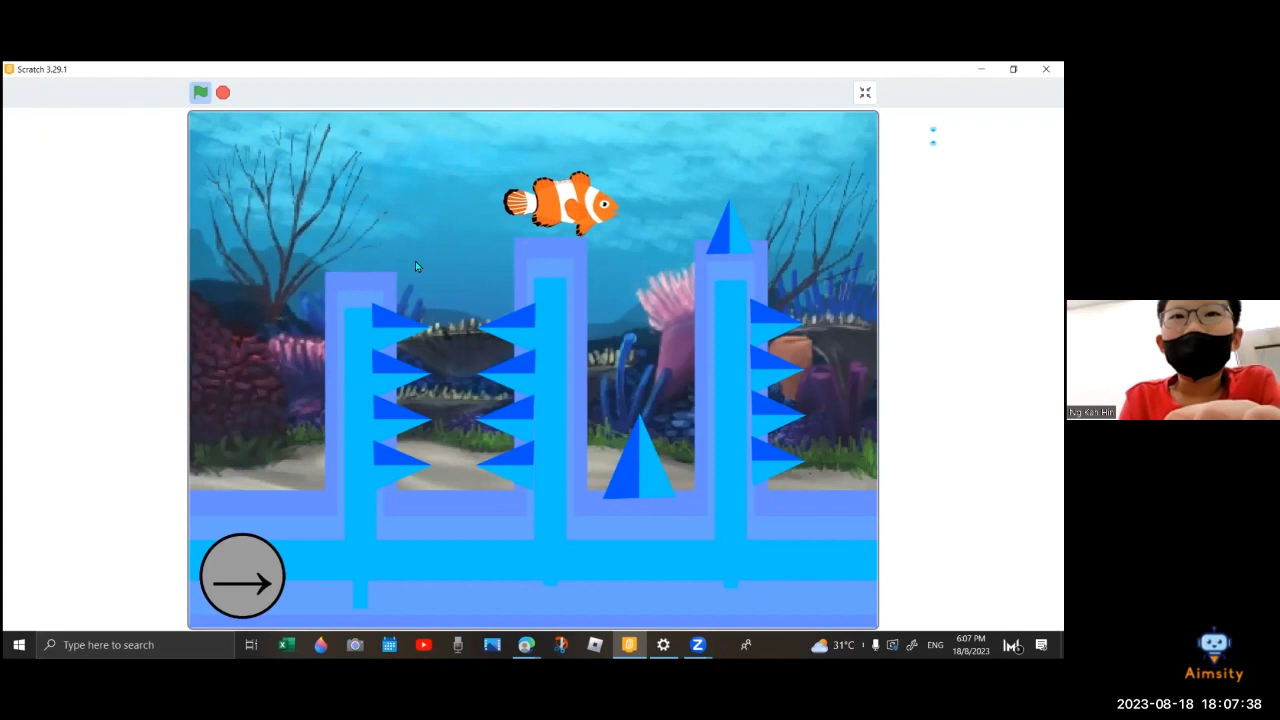 Scratch 3.29.1
Ng Kah Hin
Type here to search
31°C
ENG
6:07 PM
18/8/2023
Aimsity
2023-08-18 18:07:38